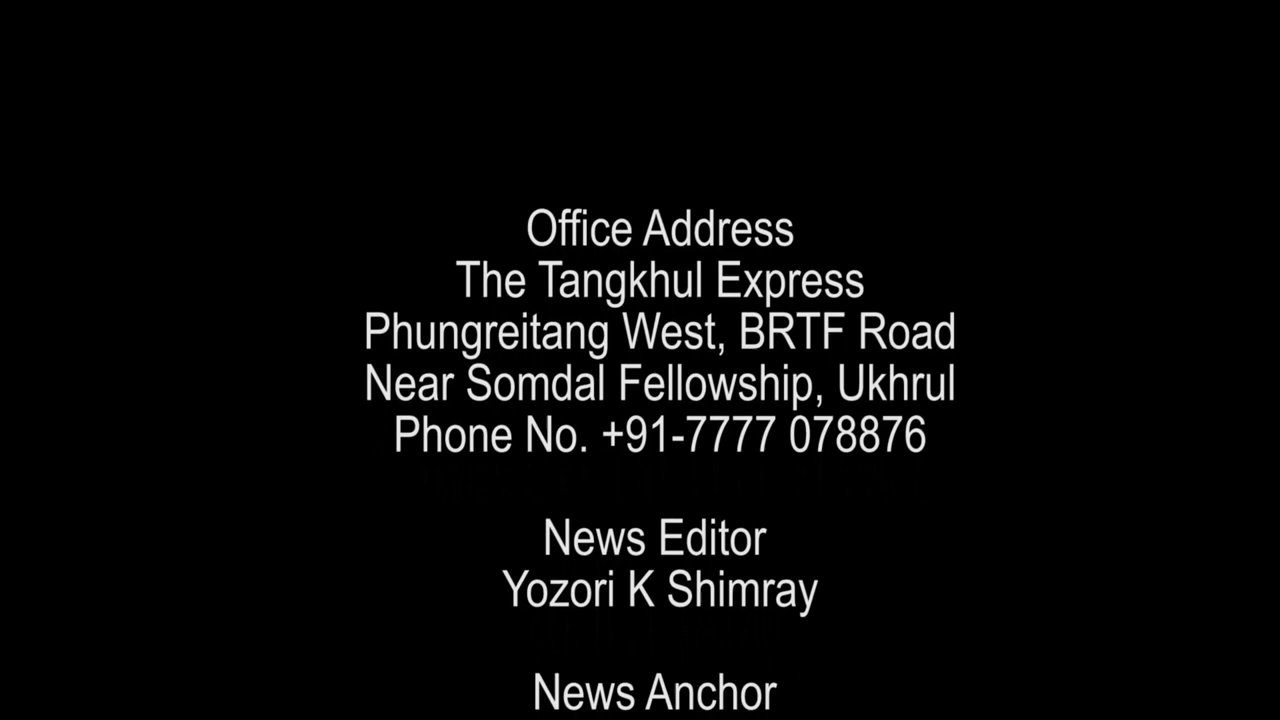 Office Address
The Tangkhul Express
Phungreitang West, BRTF Road
Near Somdal Fellowship, Ukhrul
Phone No. +91-7777 078876
News Editor
Yozori K Shimray
News Anchor